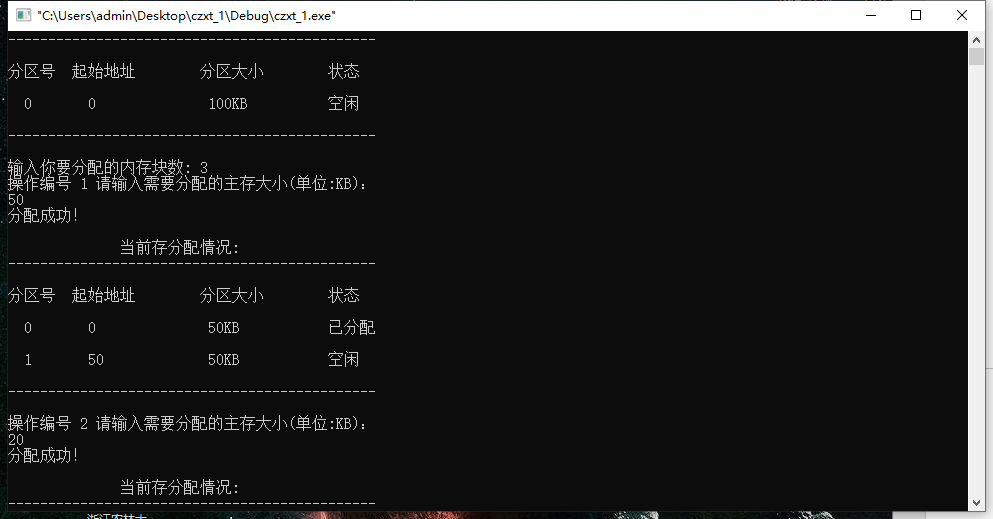 "C:\Users\admin\Desktop\czxt_1\Debug\czxt_1.exe"
----------------------------------------------
分区号 起始地址 分区大小 状态
0 0 100KB 空闲
----------------------------------------------
输入你要分配的内存块数: 3
操作编号 1 请输入需要分配的主存大小(单位:KB):
50
分配成功!
当前存分配情况:
----------------------------------------------
分区号 起始地址 分区大小 状态
0 0 50KB 已分配
1 50 50KB 空闲
----------------------------------------------
操作编号 2 请输入需要分配的主存大小(单位:KB):
20
分配成功!
当前存分配情况:
----------------------------------------------